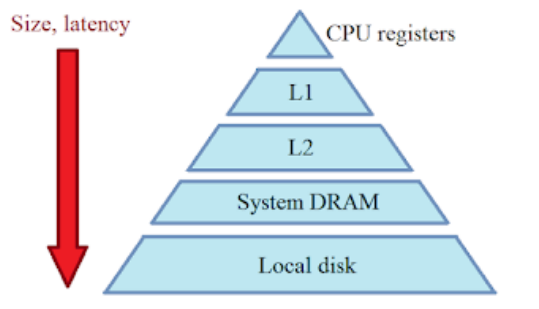 Size, latency
CPU registers
L1
L2
System DRAM
Local disk